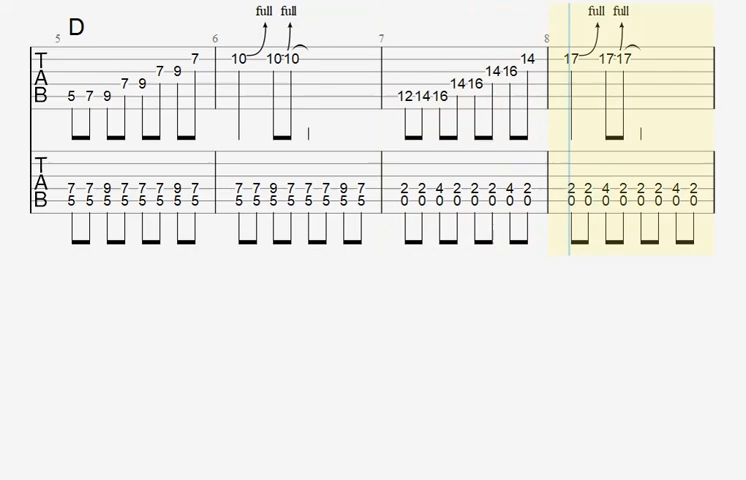 full full full full
5 D 6 7 8
7 10 10 10 14 17 17 17
T
7 9 14 16
A
7 9 14 16
B 5 7 9 12 14 16
T
A 7 7 9 7 7 7 9 7 7 7 9 7 7 7 9 7 2 2 4 2 2 2 4 2 2 2 4 2 2 2 4 2
B 5 5 5 5 5 5 5 5 5 5 5 5 5 5 5 5 0 0 0 0 0 0 0 0 0 0 0 0 0 0 0 0